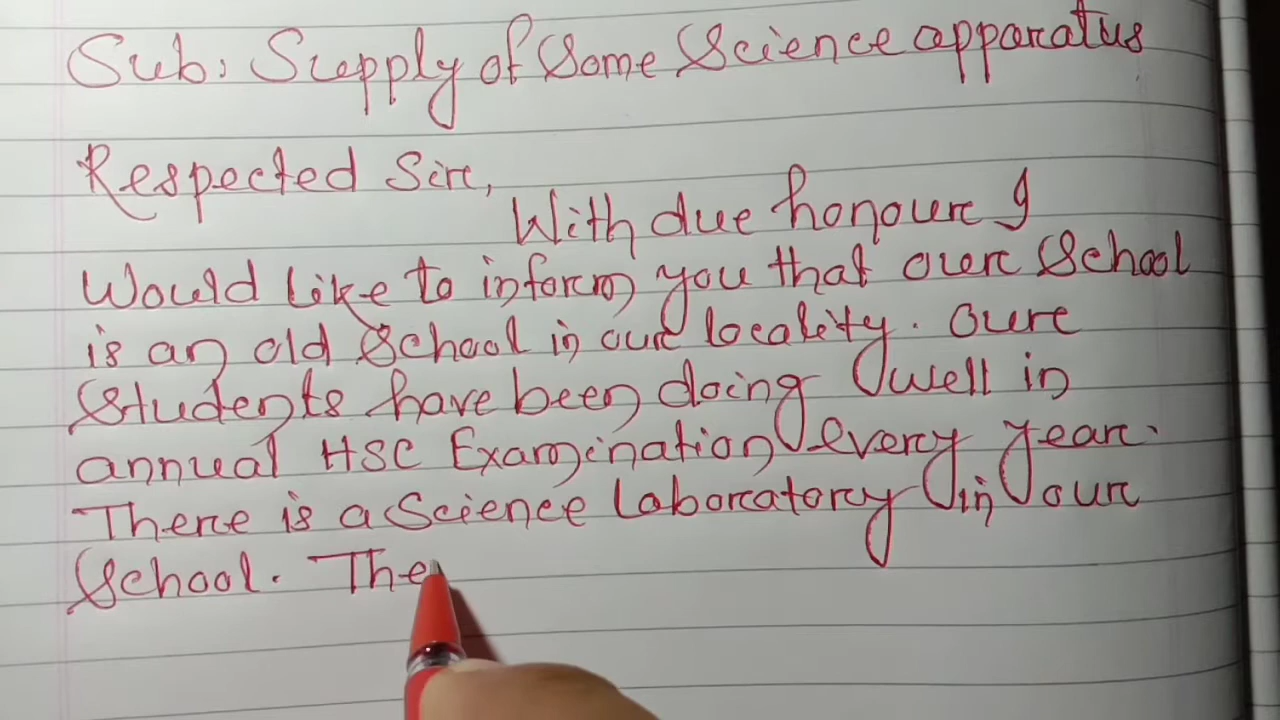 Sub: Supply of Some Science apparatus
Respected Sir,
With due honour I
Would like to inform you that our School
is an old School in our locality. Our
Students have been doing well in
annual HSC Examination every year.
There is a Science laboratory in our
School. The